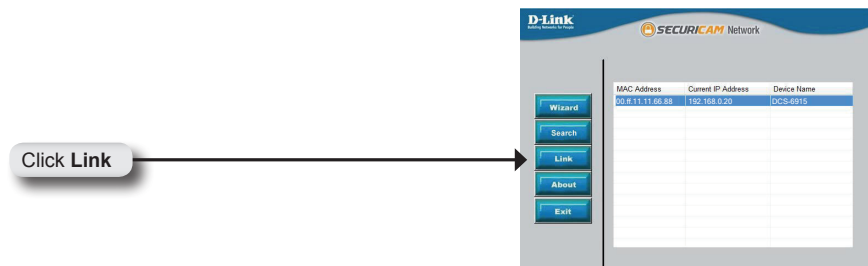 D-Link
Building Networks for People
SECURICAM Network
MAC Address Current IP Address Device Name
00.ff.11.11.66.88 192.168.0.20 DCS-6915
Wizard
Search
Link
About
Exit
Click Link